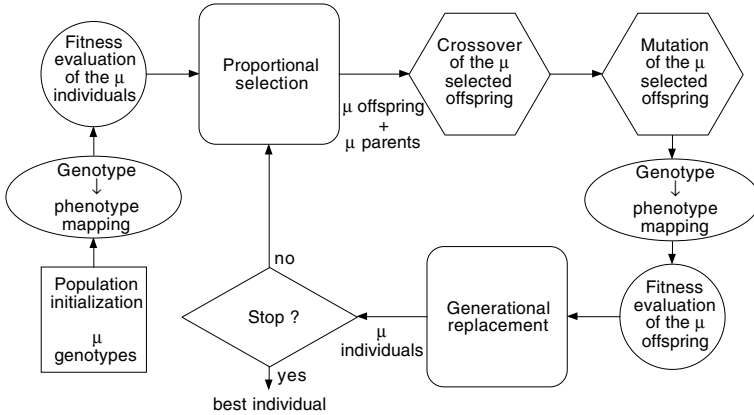 Fitness
evaluation
of the μ
individuals
Proportional
selection
μ offspring
+
μ parents
Crossover
of the μ
selected
offspring
Mutation
of the μ
selected
offspring
Genotype
↓
phenotype
mapping
Genotype
↓
phenotype
mapping
Population
initialization
μ
genotypes
no
Stop ?
yes
best individual
μ
individuals
Generational
replacement
Fitness
evaluation
of the μ
offspring